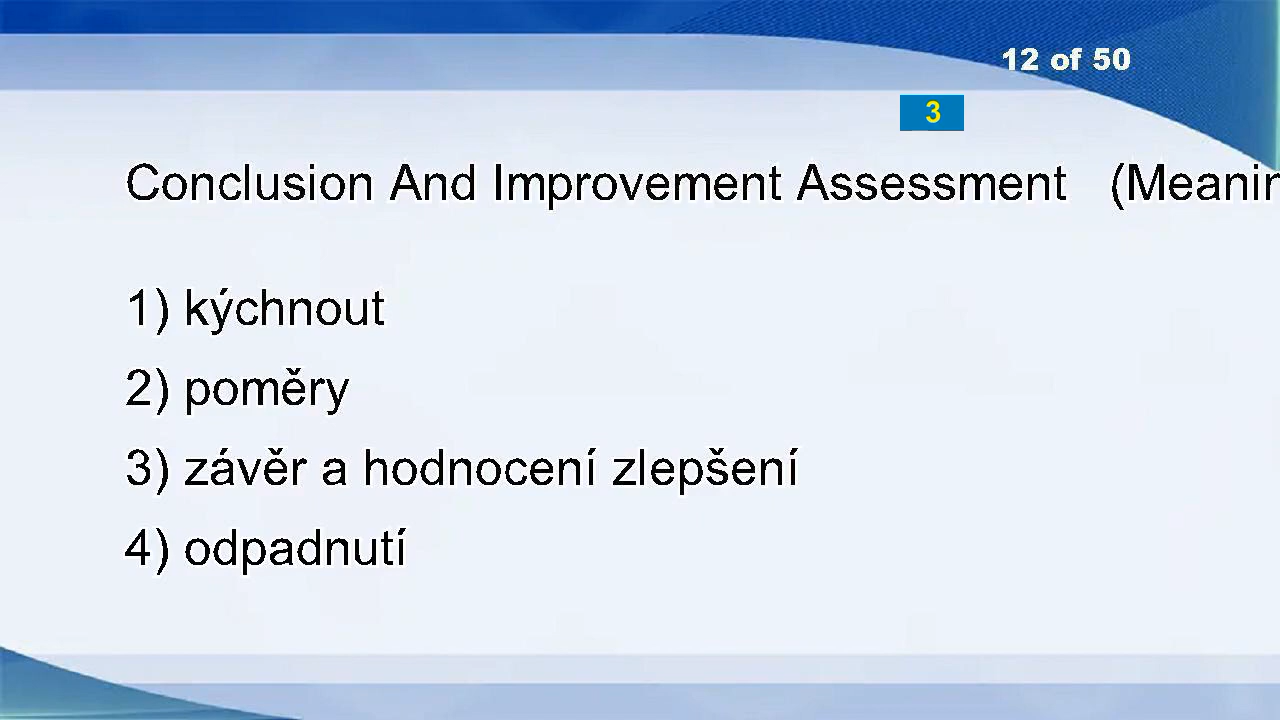 12 of 50
3
Conclusion And Improvement Assessment (Meanin
1) kýchnout
2) poměry
3) závěr a hodnocení zlepšení
4) odpadnutí